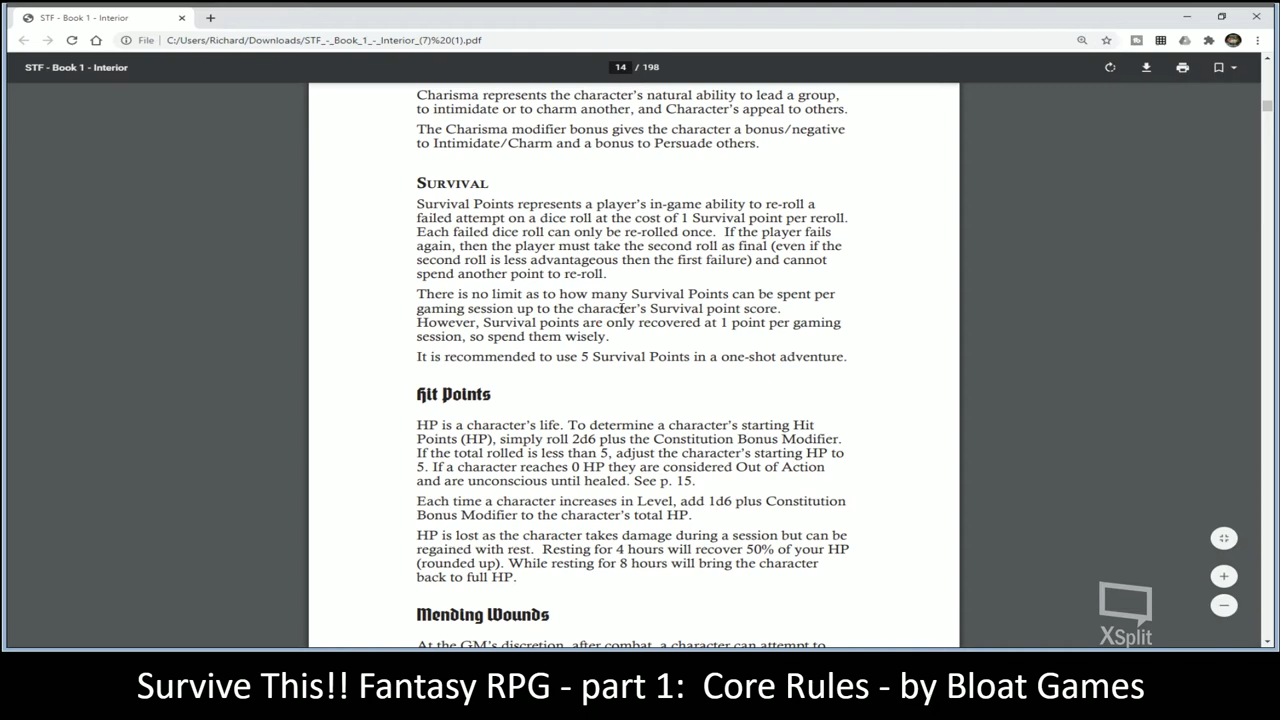 STF - Book 1 - Interior
File C:/Users/Richard/Downloads/STF_-_Book_1_-_Interior_(7)%20(1).pdf
STF - Book 1 - Interior
14 / 198
Charisma represents the character's natural ability to lead a group,
to intimidate or to charm another, and Character's appeal to others.
The Charisma modifier bonus gives the character a bonus/negative
to Intimidate/Charm and a bonus to Persuade others.
SURVIVAL
Survival Points represents a player's in-game ability to re-roll a
failed attempt on a dice roll at the cost of 1 Survival point per reroll.
Each failed dice roll can only be re-rolled once.  If the player fails
again, then the player must take the second roll as final (even if the
second roll is less advantageous then the first failure) and cannot
spend another point to re-roll.
There is no limit as to how many Survival Points can be spent per
gaming session up to the character's Survival point score.
However, Survival points are only recovered at 1 point per gaming
session, so spend them wisely.
It is recommended to use 5 Survival Points in a one-shot adventure.
Hit Points
HP is a character's life. To determine a character's starting Hit
Points (HP), simply roll 2d6 plus the Constitution Bonus Modifier.
If the total rolled is less than 5, adjust the character's starting HP to
5. If a character reaches 0 HP they are considered Out of Action
and are unconscious until healed. See p. 15.
Each time a character increases in Level, add 1d6 plus Constitution
Bonus Modifier to the character's total HP.
HP is lost as the character takes damage during a session but can be
regained with rest.  Resting for 4 hours will recover 50% of your HP
(rounded up). While resting for 8 hours will bring the character
back to full HP.
Mending Wounds
At the GM's discretion, after combat, a character can attempt to
XSplit
Survive This!! Fantasy RPG - part 1:  Core Rules - by Bloat Games